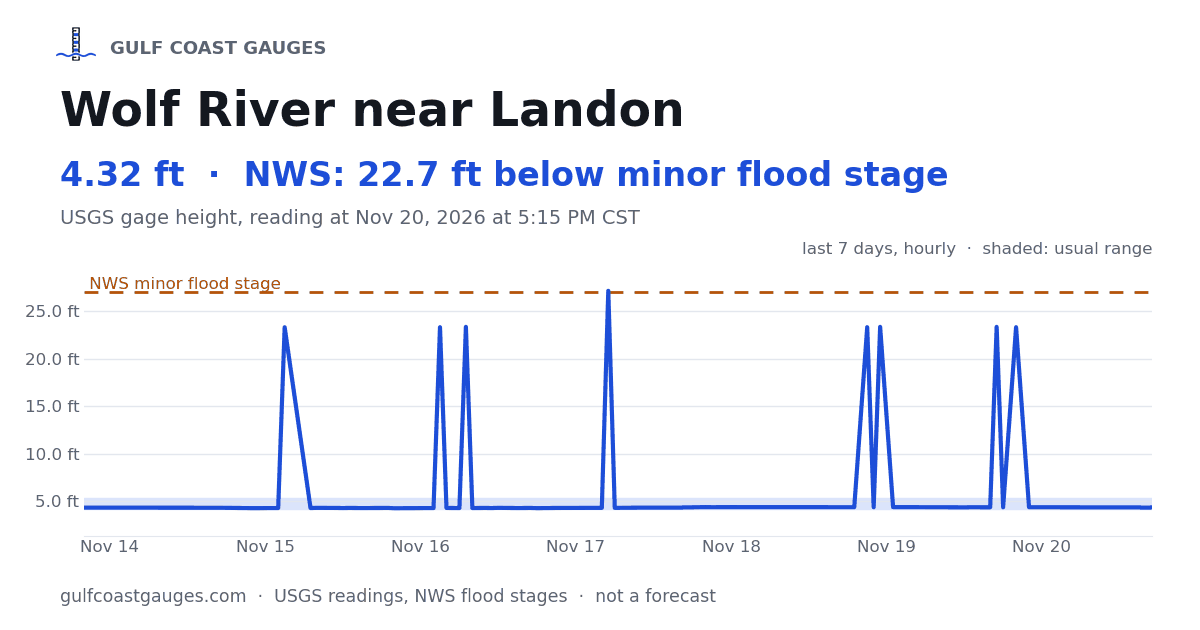 GULF COAST GAUGES
Wolf River near Landon
4.32 ft · NWS: 22.7 ft below minor flood stage
USGS gage height, reading at Nov 20, 2026 at 5:15 PM CST
last 7 days, hourly · shaded: usual range
NWS minor flood stage
25.0 ft
20.0 ft
15.0 ft
10.0 ft
5.0 ft
Nov 14 Nov 15 Nov 16 Nov 17 Nov 18 Nov 19 Nov 20
gulfcoastgauges.com · USGS readings, NWS flood stages · not a forecast